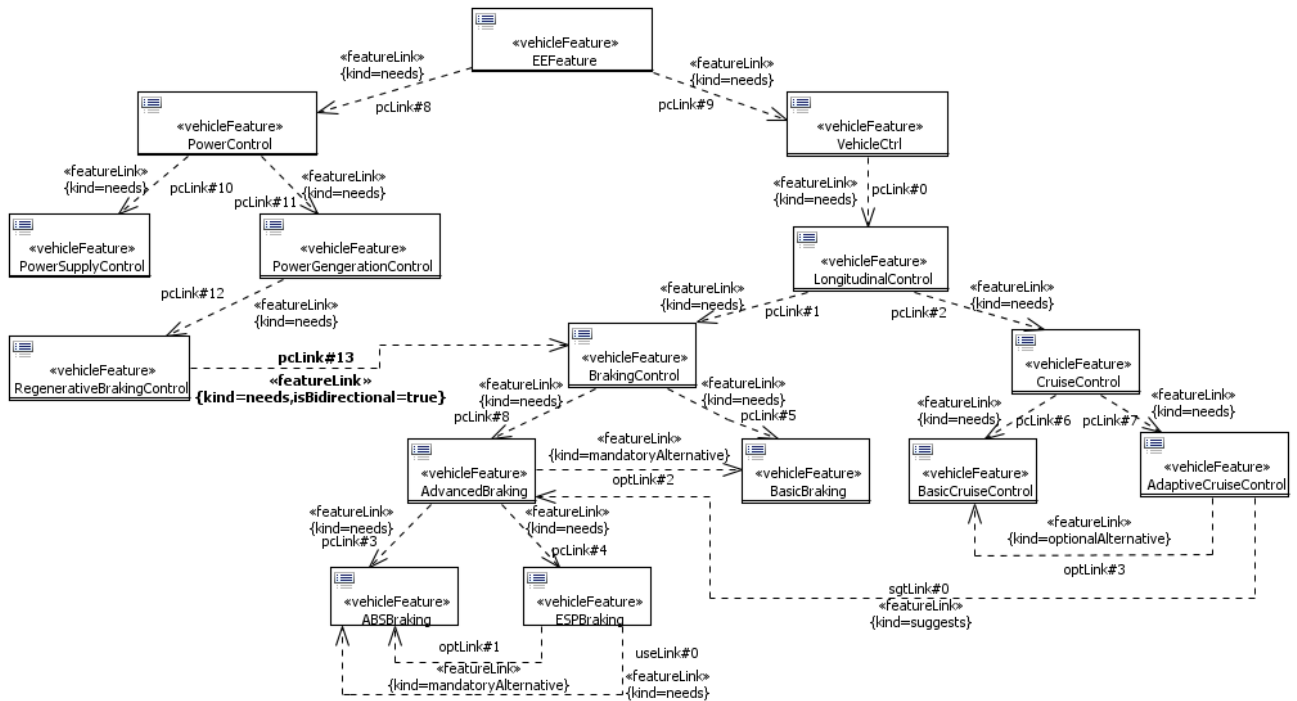 «vehicleFeature»
EEFeature
«featureLink»
{kind=needs}
pcLink#8
«featureLink»
{kind=needs}
pcLink#9
«vehicleFeature»
PowerControl
«vehicleFeature»
VehicleCtrl
«featureLink»
{kind=needs}
pcLink#10
«featureLink»
{kind=needs}
pcLink#11
«featureLink»
{kind=needs}
pcLink#0
«vehicleFeature»
PowerSupplyControl
«vehicleFeature»
PowerGengerationControl
«vehicleFeature»
LongitudinalControl
pcLink#12
«featureLink»
{kind=needs}
«featureLink»
{kind=needs}
pcLink#1
«featureLink»
{kind=needs}
pcLink#2
«vehicleFeature»
RegenerativeBrakingControl
pcLink#13
«featureLink»
{kind=needs,isBidirectional=true}
«vehicleFeature»
BrakingControl
«vehicleFeature»
CruiseControl
«featureLink»
{kind=needs}
pcLink#8
«featureLink»
{kind=needs}
pcLink#5
«featureLink»
{kind=needs}
pcLink#6
«featureLink»
{kind=needs}
pcLink#7
«vehicleFeature»
AdvancedBraking
«featureLink»
{kind=mandatoryAlternative}
optLink#2
«vehicleFeature»
BasicBraking
«vehicleFeature»
BasicCruiseControl
«vehicleFeature»
AdaptiveCruiseControl
«featureLink»
{kind=needs}
pcLink#3
«featureLink»
{kind=needs}
pcLink#4
«featureLink»
{kind=optionalAlternative}
optLink#3
«vehicleFeature»
ABSBraking
«vehicleFeature»
ESPBraking
sgtLink#0
«featureLink»
{kind=suggests}
optLink#1
«featureLink»
{kind=mandatoryAlternative}
useLink#0
«featureLink»
{kind=needs}